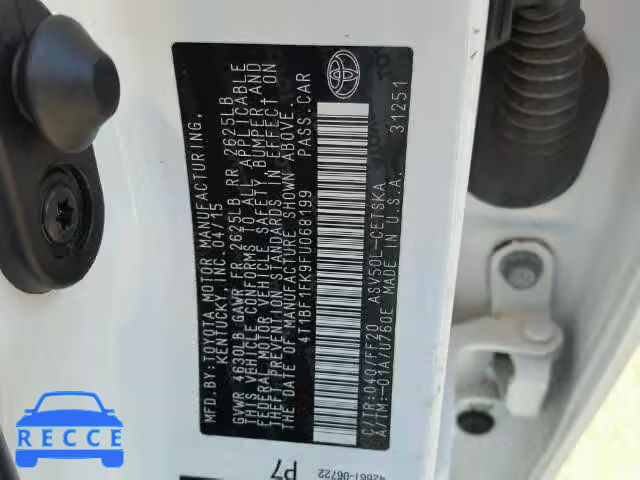 MFD.BY:TOYOTA MOTOR MANUFACTURING,
KENTUCKY, INC. 04/15
GVWR 4630LB GAWR FR 2625LB RR 2625LB
THIS VEHICLE CONFORMS TO ALL APPLICABLE
FEDERAL MOTOR VEHICLE SAFETY, BUMPER AND
THEFT PREVENTION STANDARDS IN EFFECT ON
THE DATE OF MANUFACTURE SHOWN ABOVE.
4T1BF1FK9FU068199 PASS. CAR
C/TR:040/FF20 ASV50L-CETSKA
A/TM:-01A/U760E MADE IN U.S.A. 31251
42661-06722 P7
RECCE